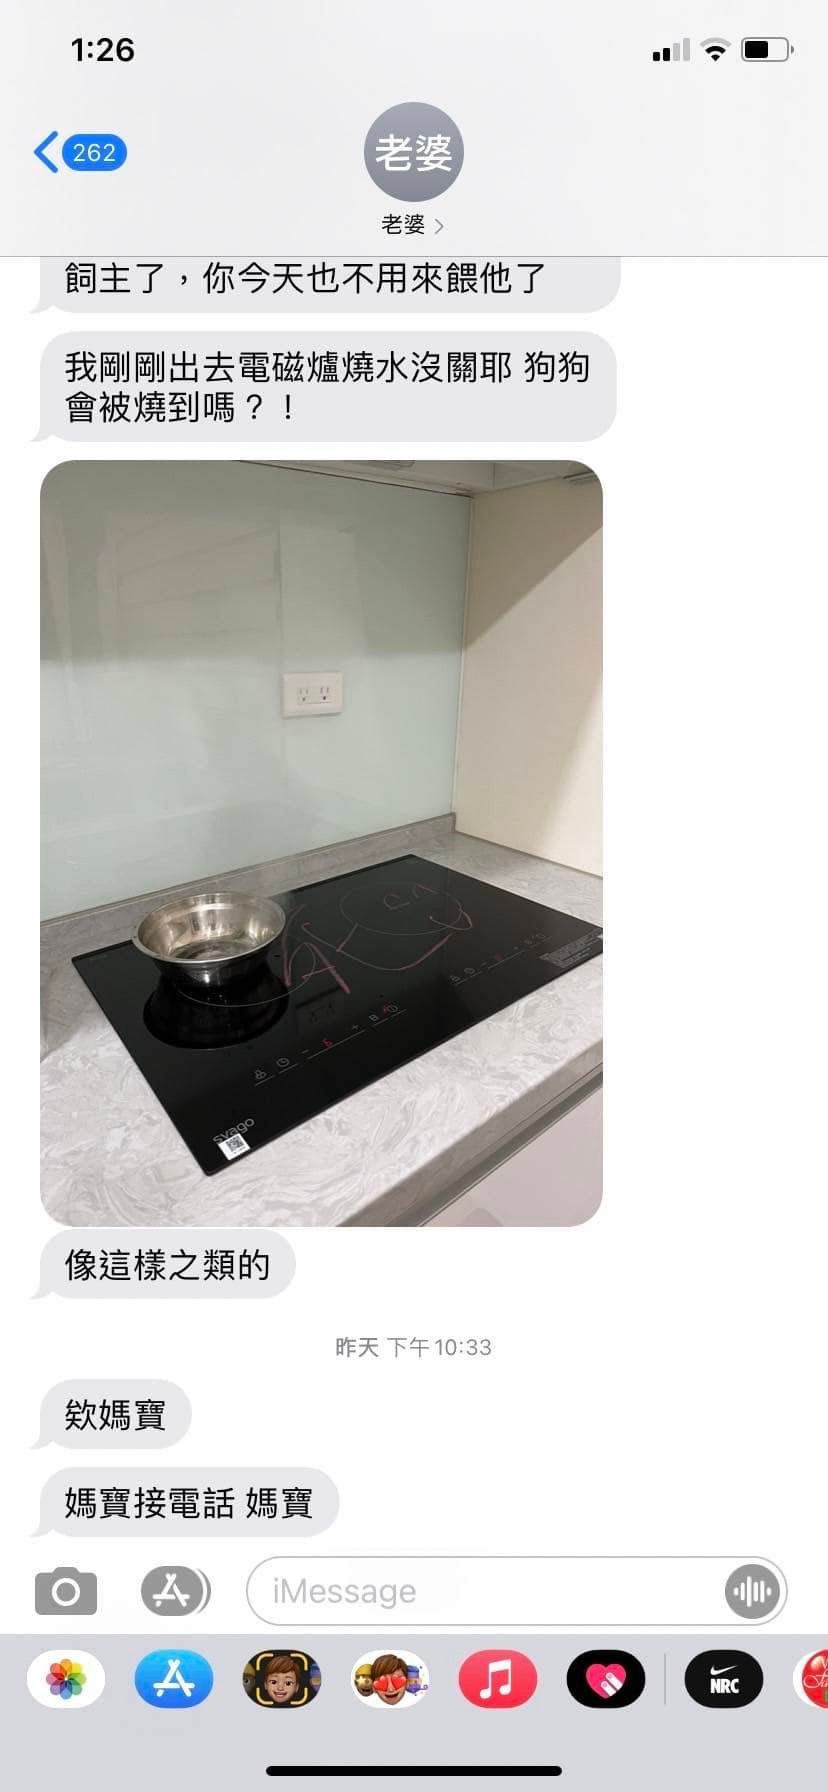 1:26
262
老婆
老婆
飼主了，你今天也不用來餵他了
我剛剛出去電磁爐燒水沒關耶 狗狗
會被燒到嗎？！
svago
像這樣之類的
昨天 下午10:33
欸媽寶
媽寶接電話 媽寶
iMessage
NRC